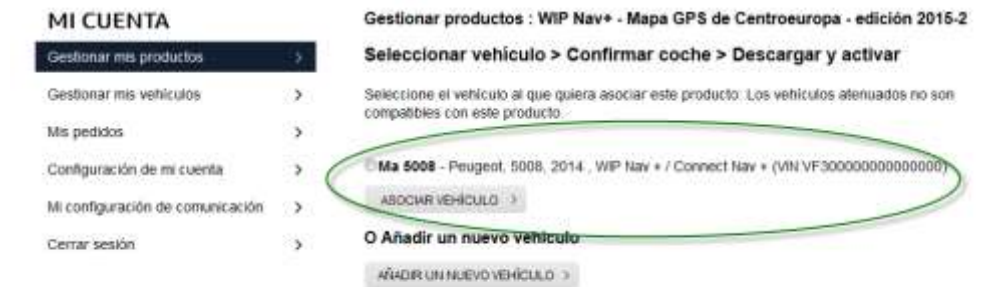 MI CUENTA
Gestionar mis productos
Gestionar mis vehículos
Mis pedidos
Configuración de mi cuenta
Mi configuración de comunicación
Cerrar sesión
Gestionar productos : WIP Nav+ - Mapa GPS de Centroeuropa - edición 2015-2
Seleccionar vehículo > Confirmar coche > Descargar y activar
Seleccione el vehículo al que quiera asociar este producto. Los vehículos atenuados no son
compatibles con este producto.
Ma 5008 - Peugeot, 5008, 2014 , WIP Nav + / Connect Nav + (VIN VF300000000000000)
ASOCIAR VEHÍCULO >
O Añadir un nuevo vehículo
AÑADIR UN NUEVO VEHÍCULO >